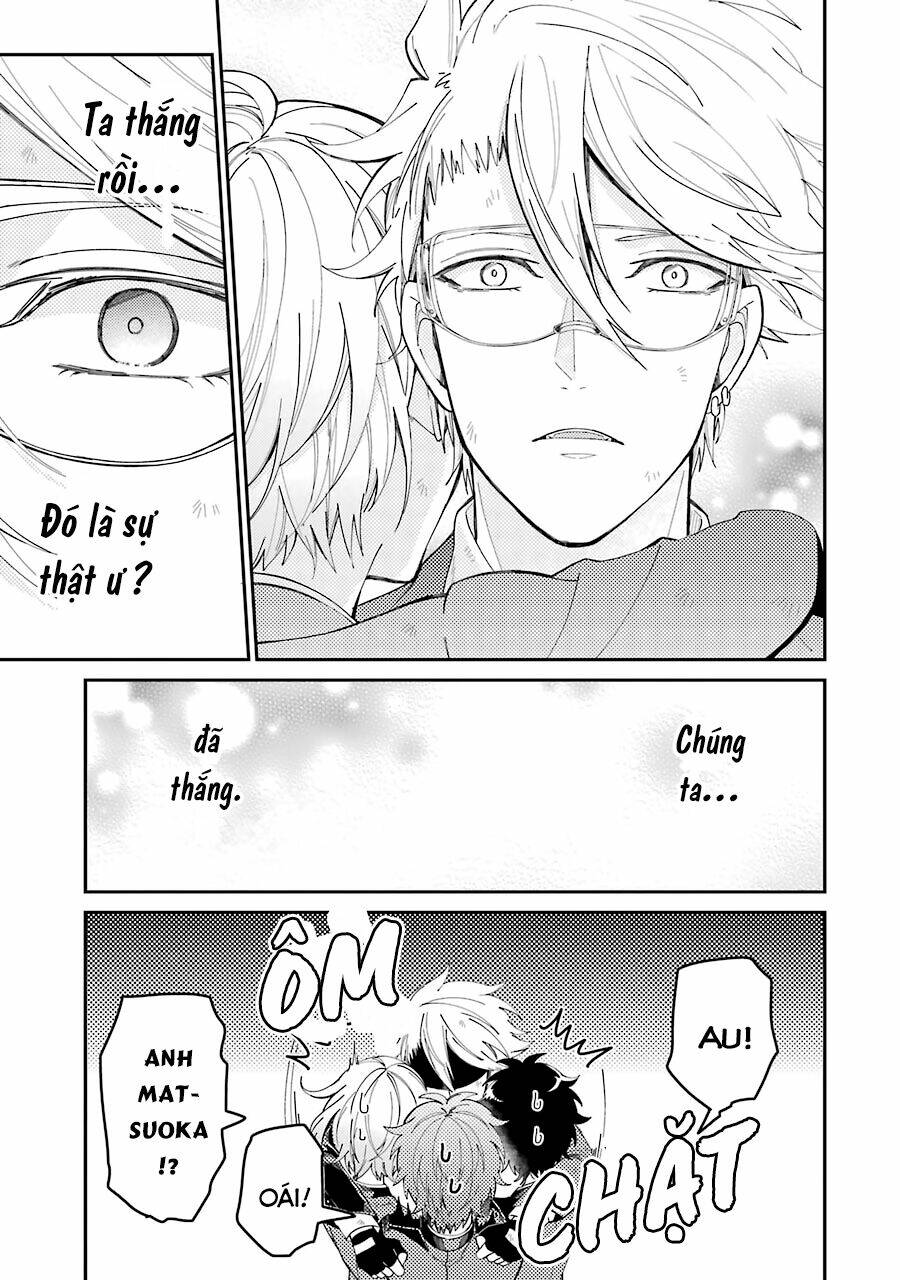 Ta thắng
rồi...
Đó là sự
thật ư?
Chúng
ta...
đã
thắng.
AU!
ÔM
CHẶT
ANH
MAT-
SUOKA
!?
OÁI!